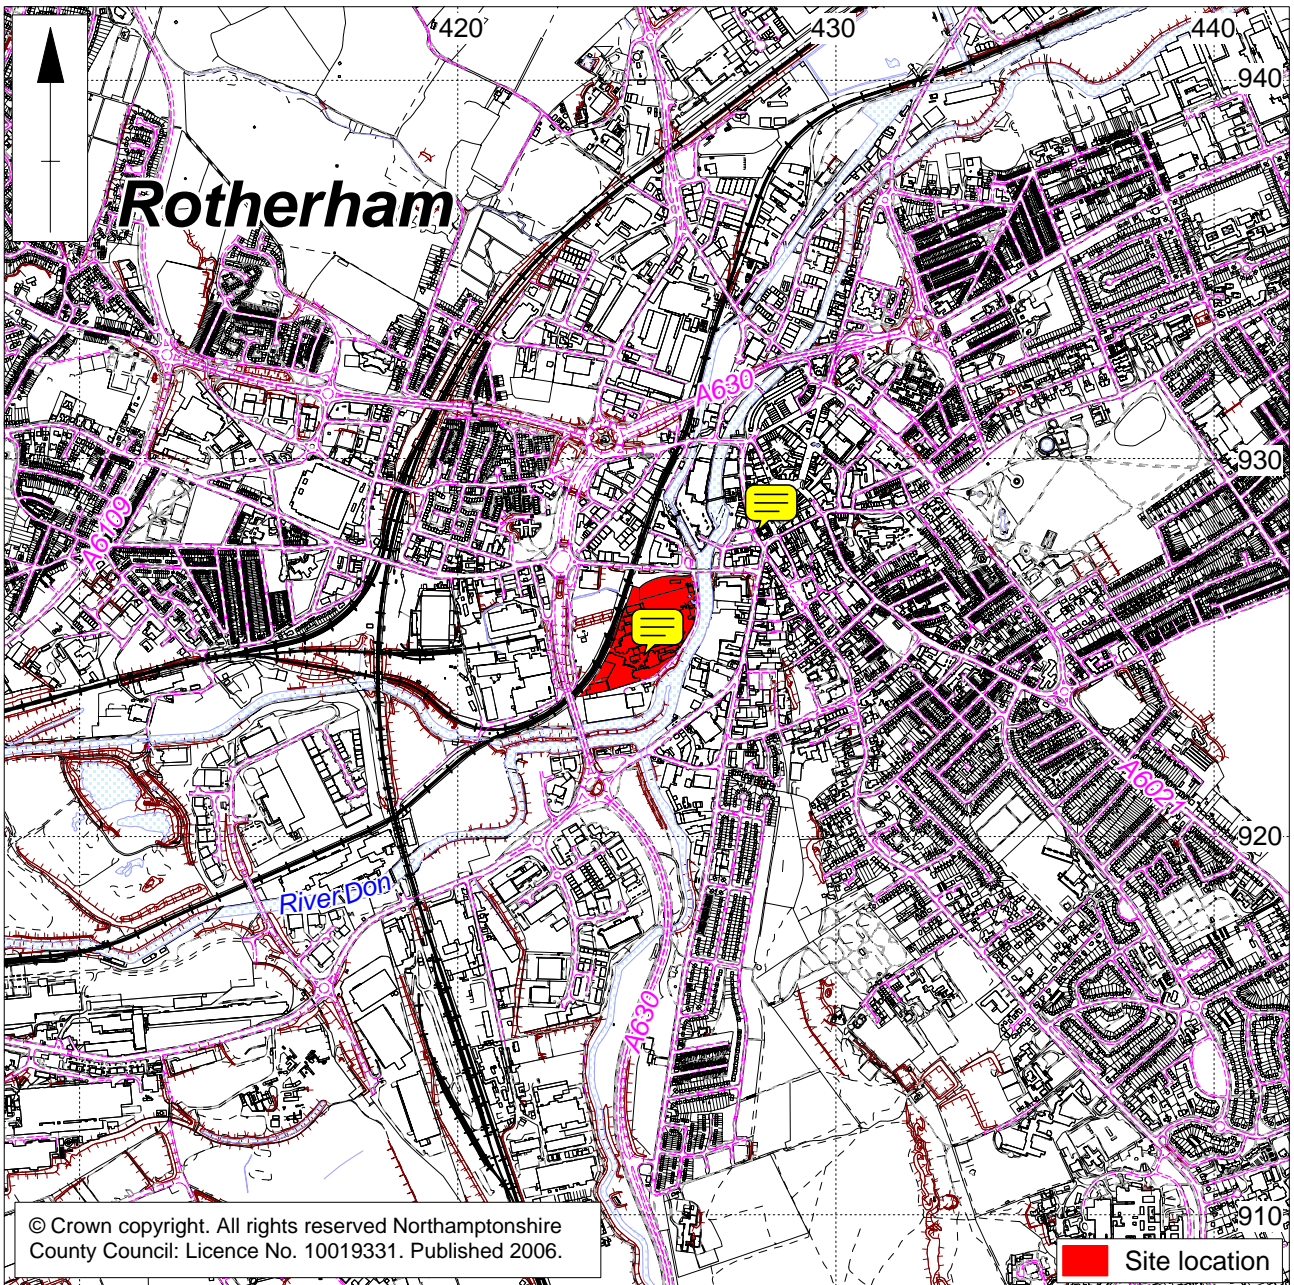 420
430
440
940
Rotherham
A630
930
A6109
A6021
920
River Don
A630
© Crown copyright. All rights reserved Northamptonshire
County Council: Licence No. 10019331. Published 2006.
910
Site location